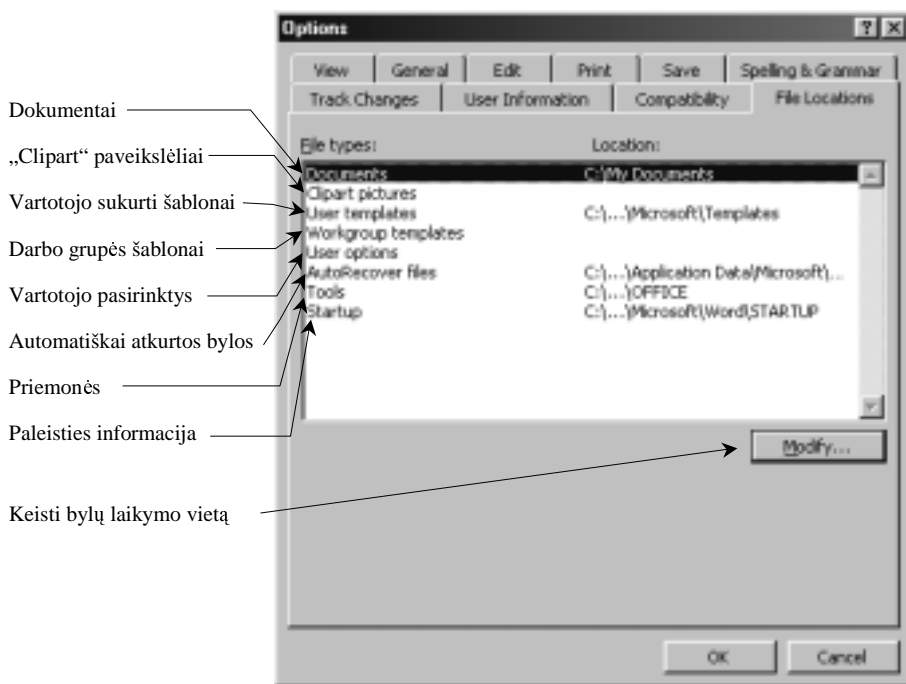 Options
View General Edit Print Save Spelling & Grammar
Track Changes User Information Compatibility File Locations
Dokumentai
„Clipart“ paveikslėliai
Vartotojo sukurti šablonai
Darbo grupės šablonai
Vartotojo pasirinktys
Automatiškai atkurtos bylos
Priemonės
Paleisties informacija
Keisti bylų laikymo vietą
File types: Location:
Documents C:\My Documents
Clipart pictures
User templates C:\...\Microsoft\Templates
Workgroup templates
User options
AutoRecover files C:\...\Application Data\Microsoft\...
Tools C:\...\OFFICE
Startup C:\...\Microsoft\Word\STARTUP
Modify...
OK Cancel